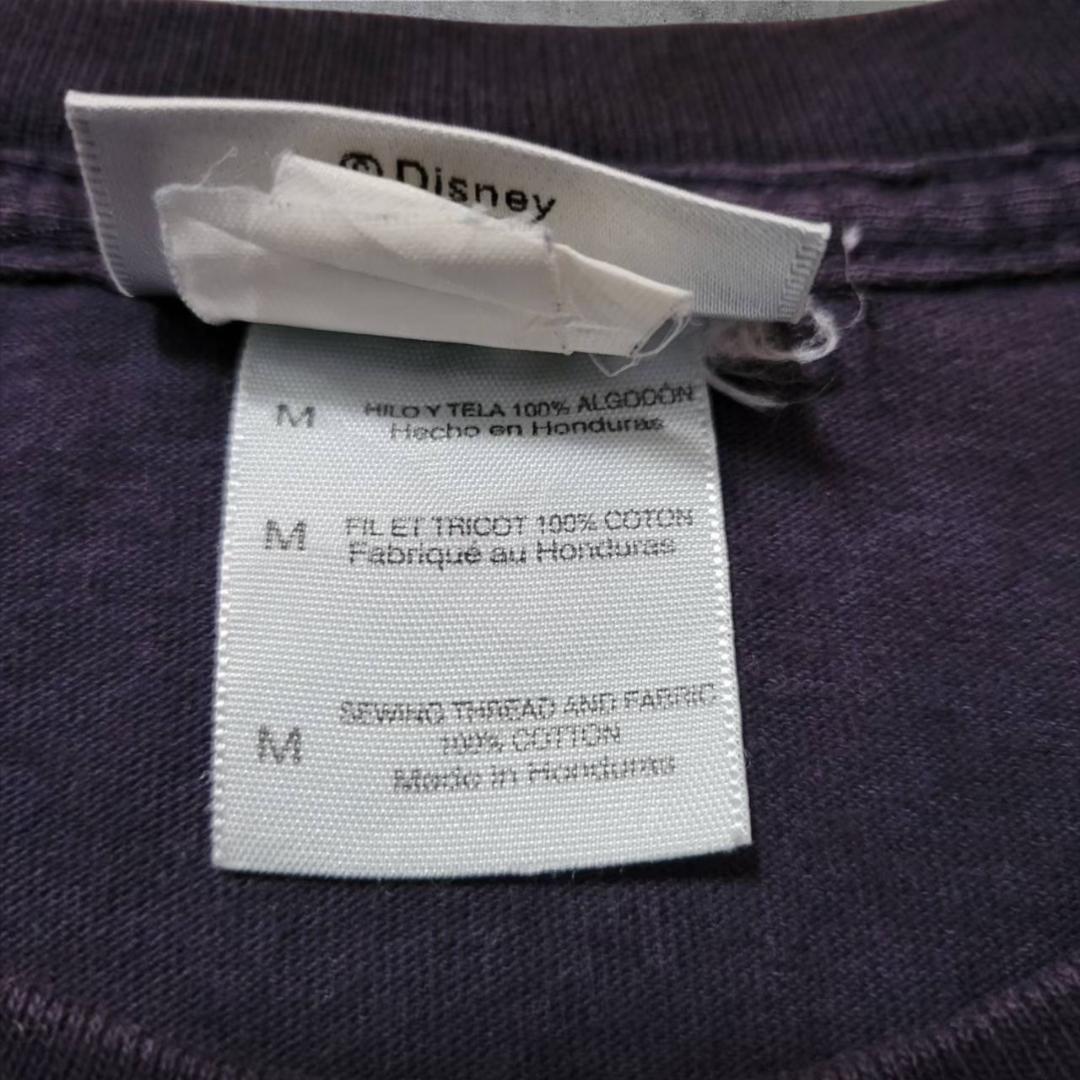 © Disney
M HILO Y TELA 100% ALGODÓN
Hecho en Honduras
M FIL ET TRICOT 100% COTON
Fabriqué au Honduras
M SEWING THREAD AND FABRIC
100% COTTON
Made in Honduras